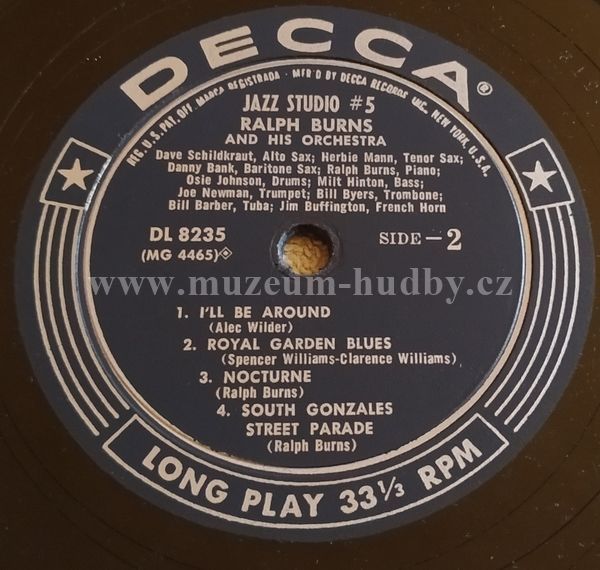 DECCA®
REG. U.S. PAT. OFF. MARCA REGISTRADA · MFR'D BY DECCA RECORDS INC., NEW YORK, U.S.A.
JAZZ STUDIO #5
RALPH BURNS
AND HIS ORCHESTRA
Dave Schildkraut, Alto Sax; Herbie Mann, Tenor Sax;
Danny Bank, Baritone Sax; Ralph Burns, Piano;
Osie Johnson, Drums; Milt Hinton, Bass;
Joe Newman, Trumpet; Bill Byers, Trombone;
Bill Barber, Tuba; Jim Buffington, French Horn
DL 8235
(MG 4465)
SIDE - 2
www.muzeum-hudby.cz
1. I'LL BE AROUND
(Alec Wilder)
2. ROYAL GARDEN BLUES
(Spencer Williams-Clarence Williams)
3. NOCTURNE
(Ralph Burns)
4. SOUTH GONZALES
STREET PARADE
(Ralph Burns)
LONG PLAY 33 1/3 RPM